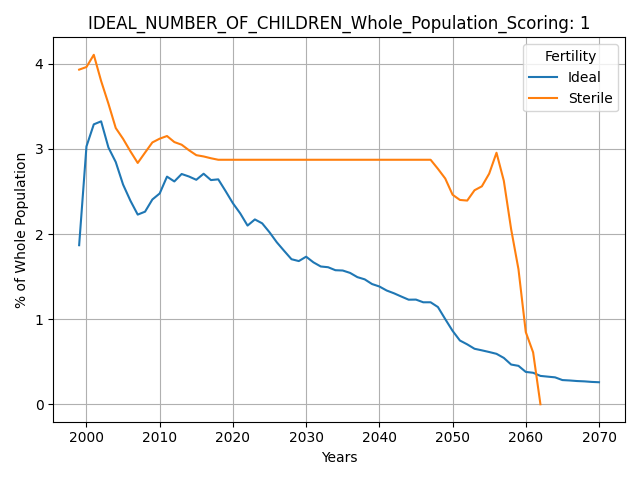 IDEAL_NUMBER_OF_CHILDREN_Whole_Population_Scoring: 1
Fertility
Ideal
Sterile
% of Whole Population
4
3
2
1
0
2000 2010 2020 2030 2040 2050 2060 2070
Years